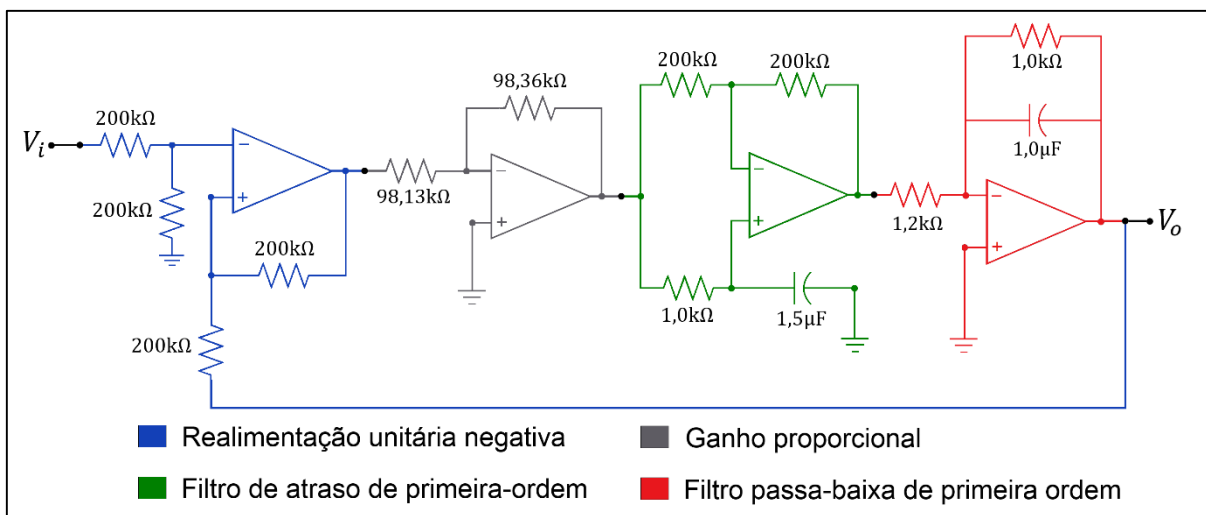 98,36kΩ
200kΩ
200kΩ
1,0kΩ
1,0µF
200kΩ
Vi
−
+
98,13kΩ
−
+
−
+
1,2kΩ
−
+
Vo
200kΩ
200kΩ
1,0kΩ
1,5µF
200kΩ
Realimentação unitária negativa
Ganho proporcional
Filtro de atraso de primeira-ordem
Filtro passa-baixa de primeira ordem